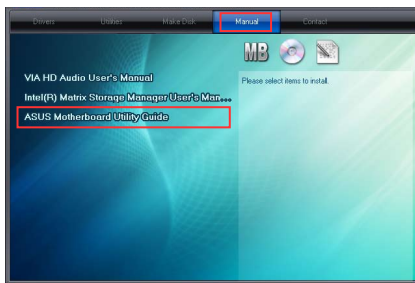 Drivers Utilities Make Disk Manual Contact
MB
VIA HD Audio User's Manual
Please select items to install.
Intel(R) Matrix Storage Manager User's Man...
ASUS Motherboard Utility Guide